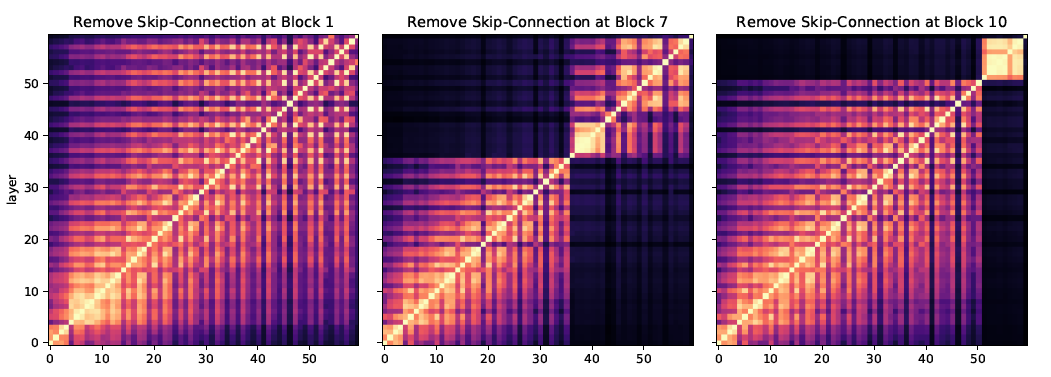 Remove Skip-Connection at Block 1
Remove Skip-Connection at Block 7
Remove Skip-Connection at Block 10
layer
50
40
30
20
10
0
0 10 20 30 40 50
0 10 20 30 40 50
0 10 20 30 40 50